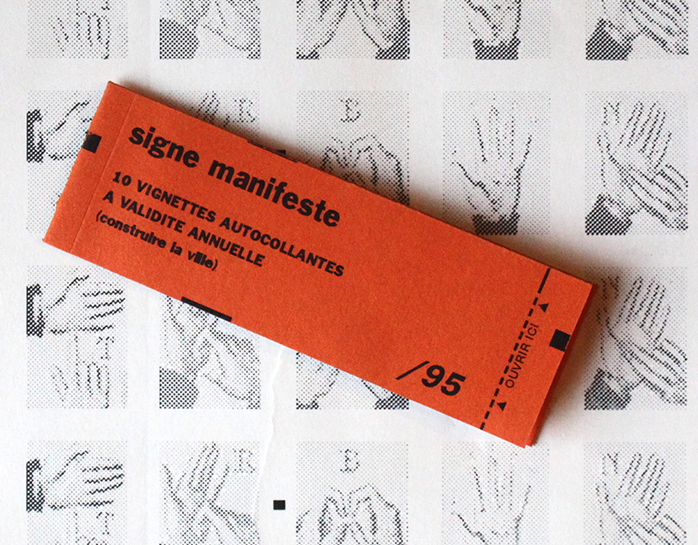 signe manifeste
10 VIGNETTES AUTOCOLLANTES
A VALIDITE ANNUELLE
(construire la ville)
/95
OUVRIR ICI
R
B
N
T
R
B
N